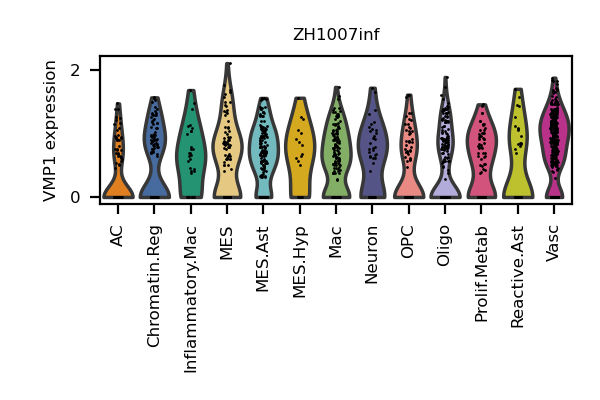 ZH1007inf
VMP1 expression
2
0
AC
Chromatin.Reg
Inflammatory.Mac
MES
MES.Ast
MES.Hyp
Mac
Neuron
OPC
Oligo
Prolif.Metab
Reactive.Ast
Vasc